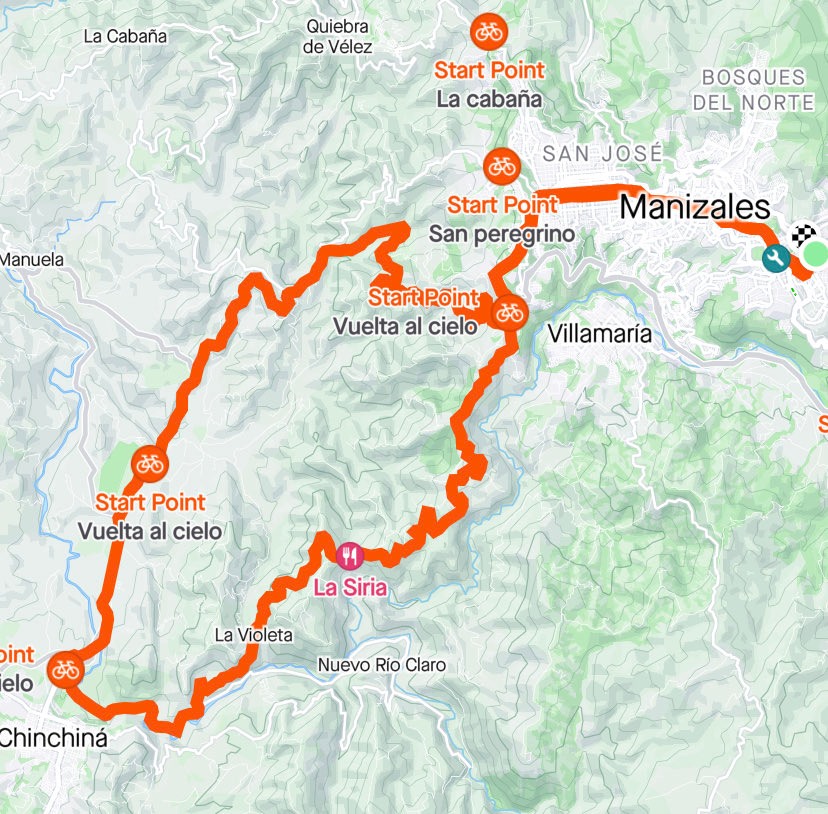 La Cabaña
Quiebra
de Vélez
Start Point
La cabaña
BOSQUES
DEL NORTE
SAN JOSÉ
Start Point
San peregrino
Manizales
Manuela
Start Point
Vuelta al cielo
Villamaría
S
Start Point
Vuelta al cielo
La Siria
La Violeta
oint
ielo
Nuevo Río Claro
Chinchiná